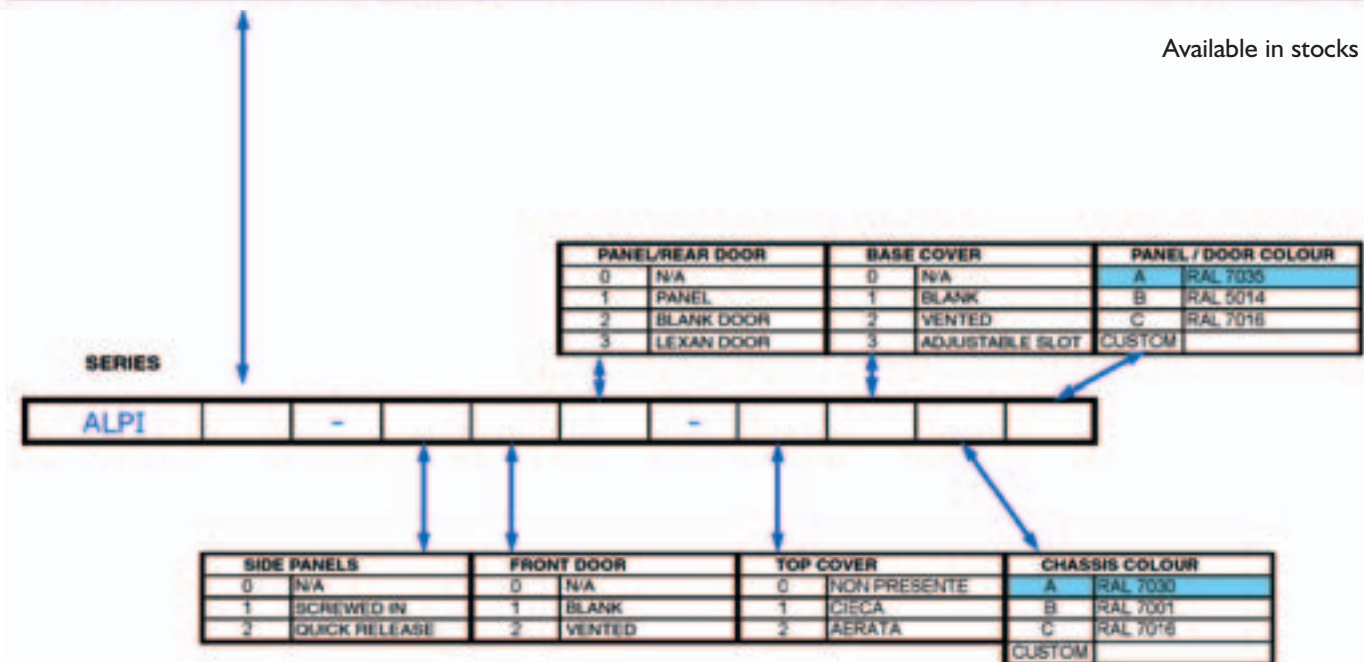 Available in stocks
PANEL/REAR DOOR BASE COVER PANEL / DOOR COLOUR
0 N/A 0 N/A A RAL 7035
1 PANEL 1 BLANK B RAL 5014
2 BLANK DOOR 2 VENTED C RAL 7016
3 LEXAN DOOR 3 ADJUSTABLE SLOT CUSTOM
SERIES
ALPI - -
SIDE PANELS FRONT DOOR TOP COVER CHASSIS COLOUR
0 N/A 0 N/A 0 NON PRESENTE A RAL 7030
1 SCREWED IN 1 BLANK 1 CIECA B RAL 7001
2 QUICK RELEASE 2 VENTED 2 AERATA C RAL 7016
CUSTOM